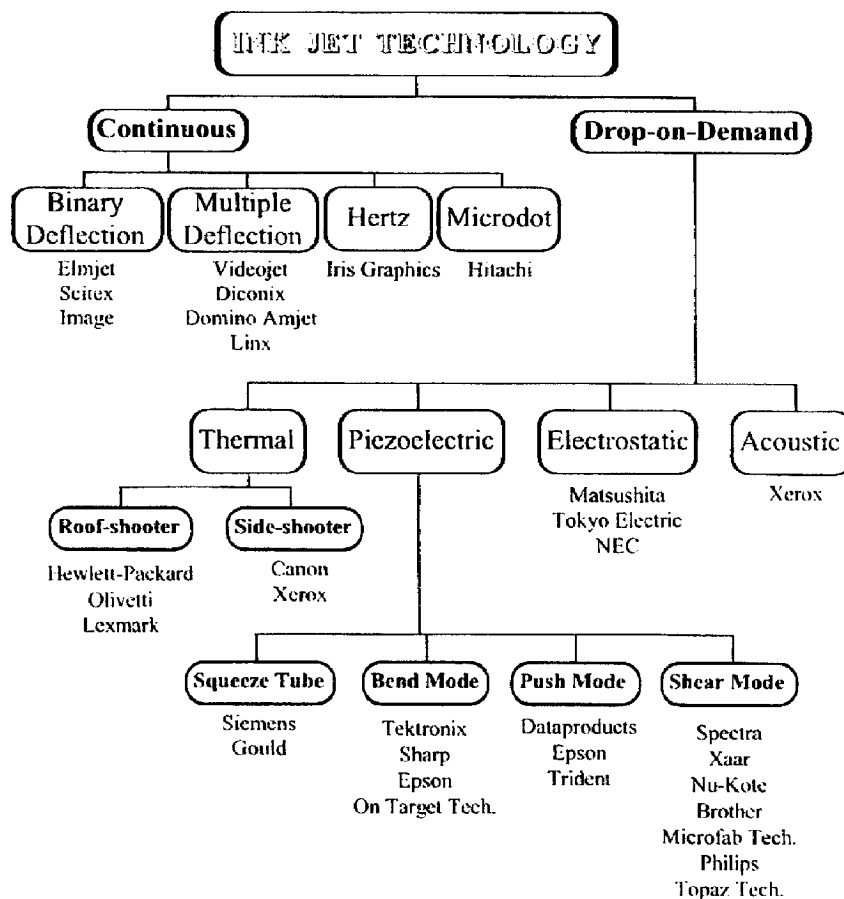 INK JET TECHNOLOGY
Continuous
Drop-on-Demand
Binary
Deflection
Elmjet
Scitex
Image
Multiple
Deflection
Videojet
Diconix
Domino Amjet
Linx
Hertz
Iris Graphics
Microdot
Hitachi
Thermal
Piezoelectric
Electrostatic
Matsushita
Tokyo Electric
NEC
Acoustic
Xerox
Roof-shooter
Hewlett-Packard
Olivetti
Lexmark
Side-shooter
Canon
Xerox
Squeeze Tube
Siemens
Gould
Bend Mode
Tektronix
Sharp
Epson
On Target Tech.
Push Mode
Dataproducts
Epson
Trident
Shear Mode
Spectra
Xaar
Nu-Kote
Brother
Microfab Tech.
Philips
Topaz Tech.